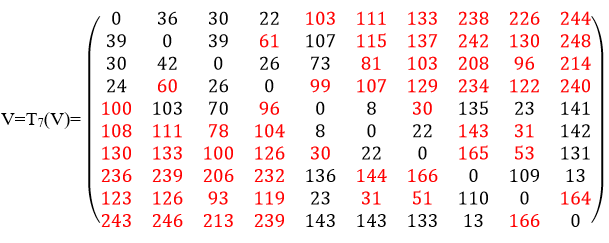 0 36 30 22 103 111 133 238 226 244
39 0 39 61 107 115 137 242 130 248
30 42 0 26 73 81 103 208 96 214
24 60 26 0 99 107 129 234 122 240
V=T₇(V)= 100 103 70 96 0 8 30 135 23 141
108 111 78 104 8 0 22 143 31 142
130 133 100 126 30 22 0 165 53 131
236 239 206 232 136 144 166 0 109 13
123 126 93 119 23 31 51 110 0 164
243 246 213 239 143 143 133 13 166 0